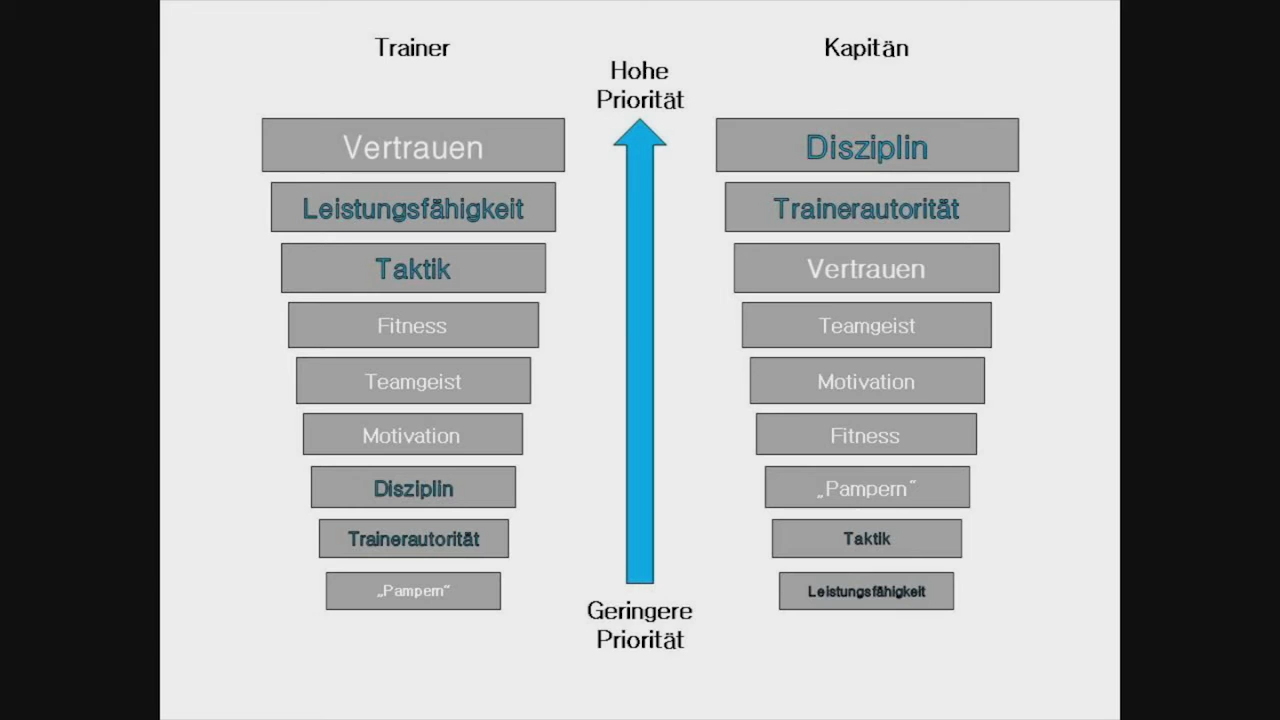 Trainer
Vertrauen
Leistungsfähigkeit
Taktik
Fitness
Teamgeist
Motivation
Disziplin
Trainerautorität
„Pampern“
Hohe
Priorität
Geringere
Priorität
Kapitän
Disziplin
Trainerautorität
Vertrauen
Teamgeist
Motivation
Fitness
„Pampern“
Taktik
Leistungsfähigkeit